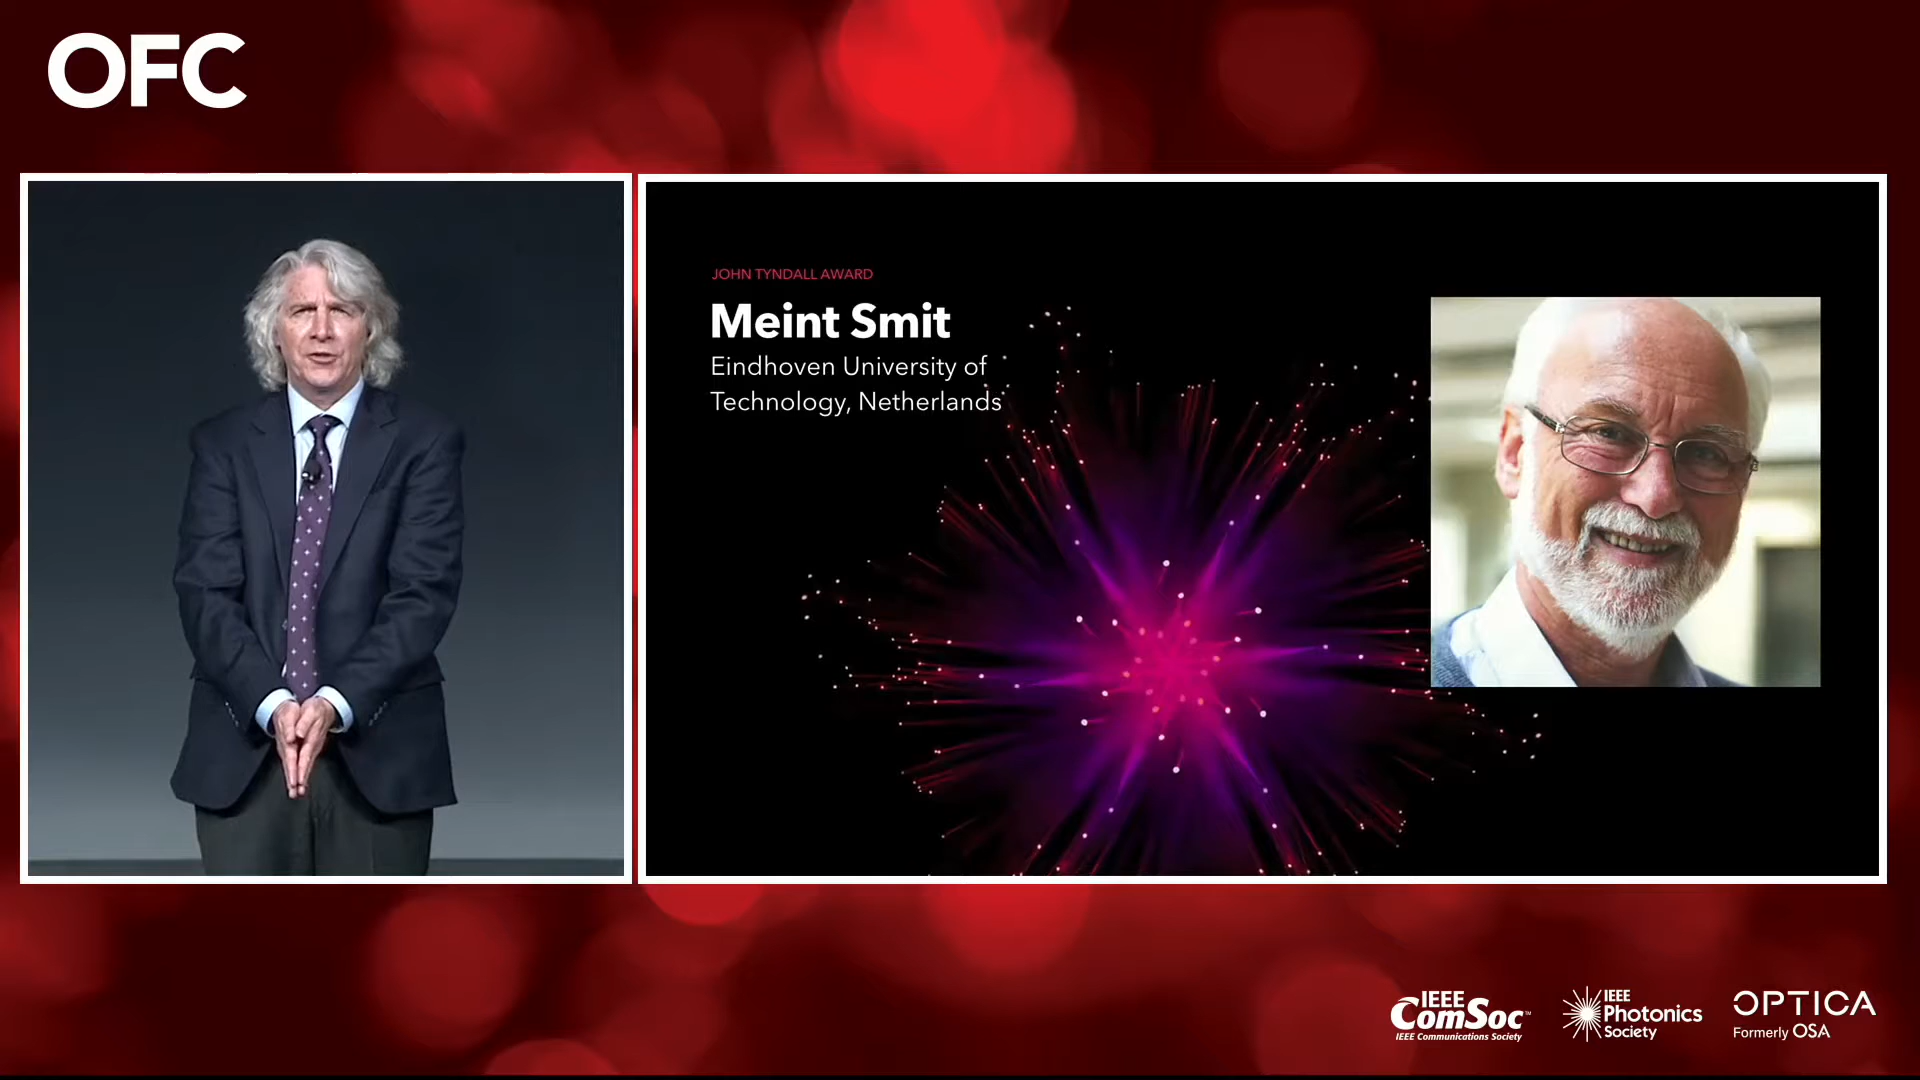 OFC
JOHN TYNDALL AWARD
Meint Smit
Eindhoven University of
Technology, Netherlands
IEEE
ComSoc™
IEEE Communications Society
IEEE
Photonics
Society
OPTICA
Formerly OSA